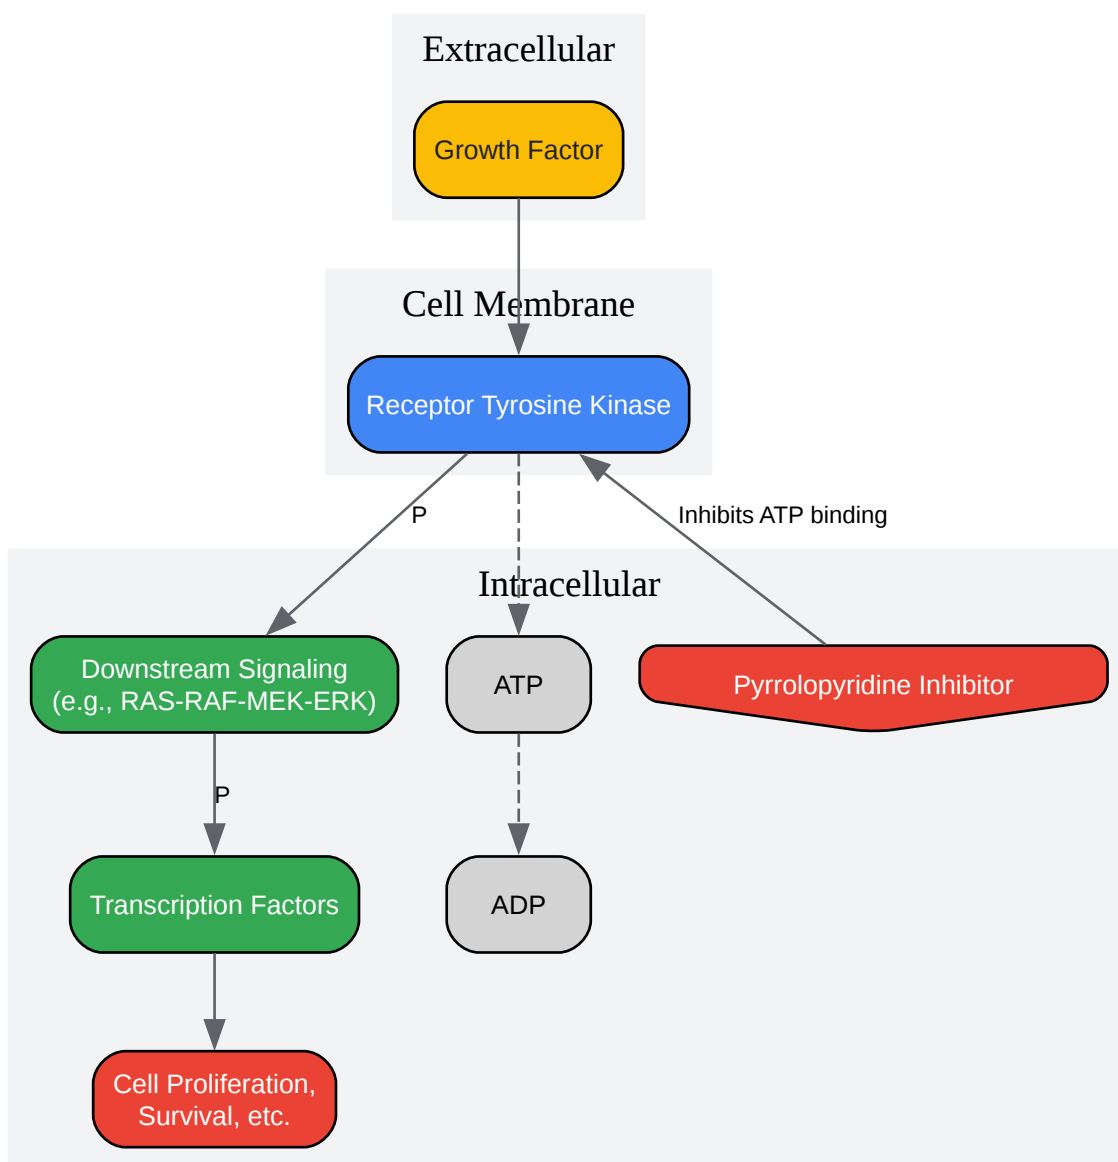 Extracellular
Growth Factor
Cell Membrane
Receptor Tyrosine Kinase
P
Inhibits ATP binding
Intracellular
Downstream Signaling
(e.g., RAS-RAF-MEK-ERK)
ATP
Pyrrolopyridine Inhibitor
P
Transcription Factors
ADP
Cell Proliferation,
Survival, etc.